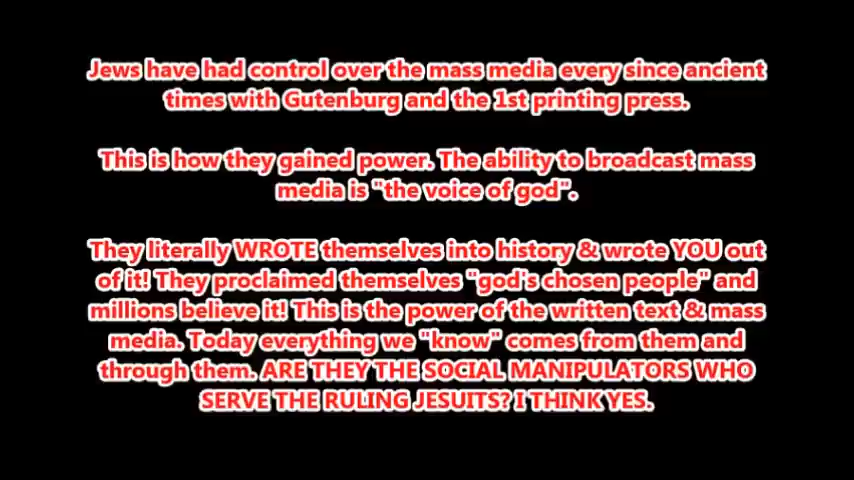 Jews have had control over the mass media every since ancient
times with Gutenburg and the 1st printing press.
This is how they gained power. The ability to broadcast mass
media is "the voice of god".
They literally WROTE themselves into history & wrote YOU out
of it! They proclaimed themselves "god's chosen people" and
millions believe it! This is the power of the written text & mass
media. Today everything we "know" comes from them and
through them. ARE THEY THE SOCIAL MANIPULATORS WHO
SERVE THE RULING JESUITS? I THINK YES.